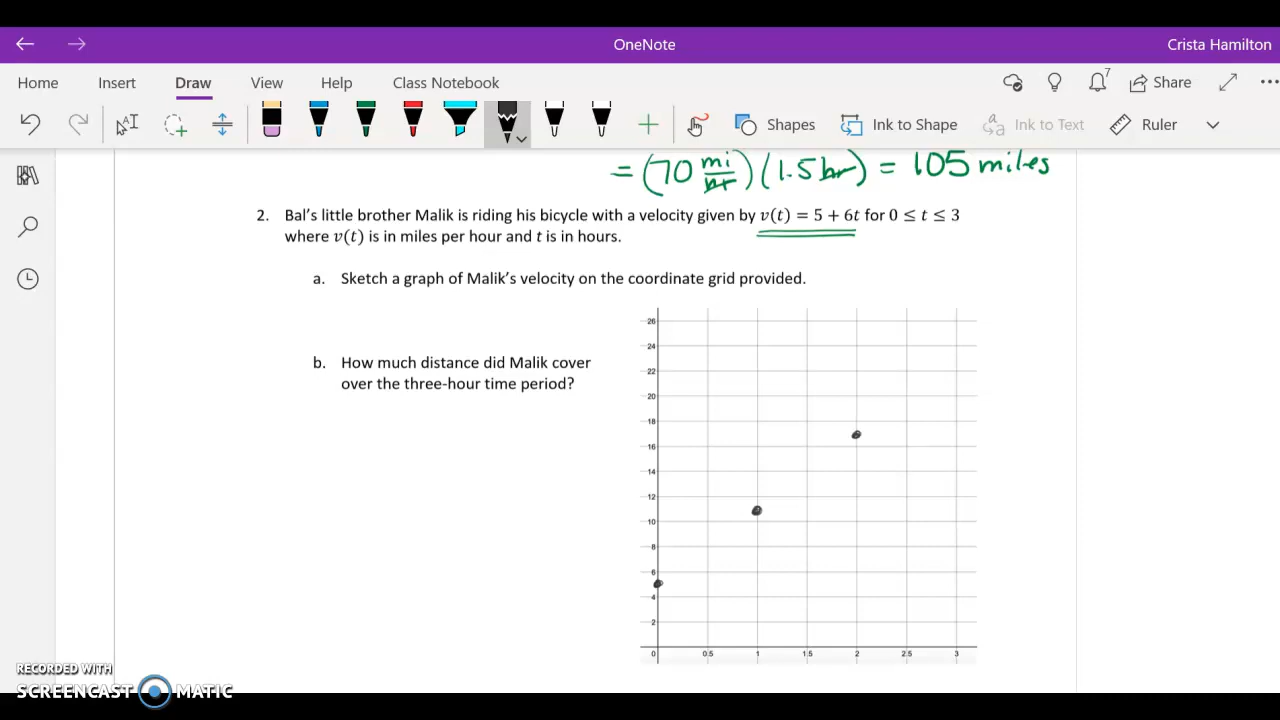 OneNote
Crista Hamilton
Home Insert Draw View Help Class Notebook
7 Share
Shapes Ink to Shape Ink to Text Ruler
= (70 mi/hr)(1.5 hr) = 105 miles
2. Bal's little brother Malik is riding his bicycle with a velocity given by v(t) = 5 + 6t for 0 ≤ t ≤ 3
where v(t) is in miles per hour and t is in hours.
a. Sketch a graph of Malik's velocity on the coordinate grid provided.
b. How much distance did Malik cover
over the three-hour time period?
26
24
22
20
18
16
14
12
10
8
6
4
2
0 0.5 1 1.5 2 2.5 3
RECORDED WITH
SCREENCAST MATIC